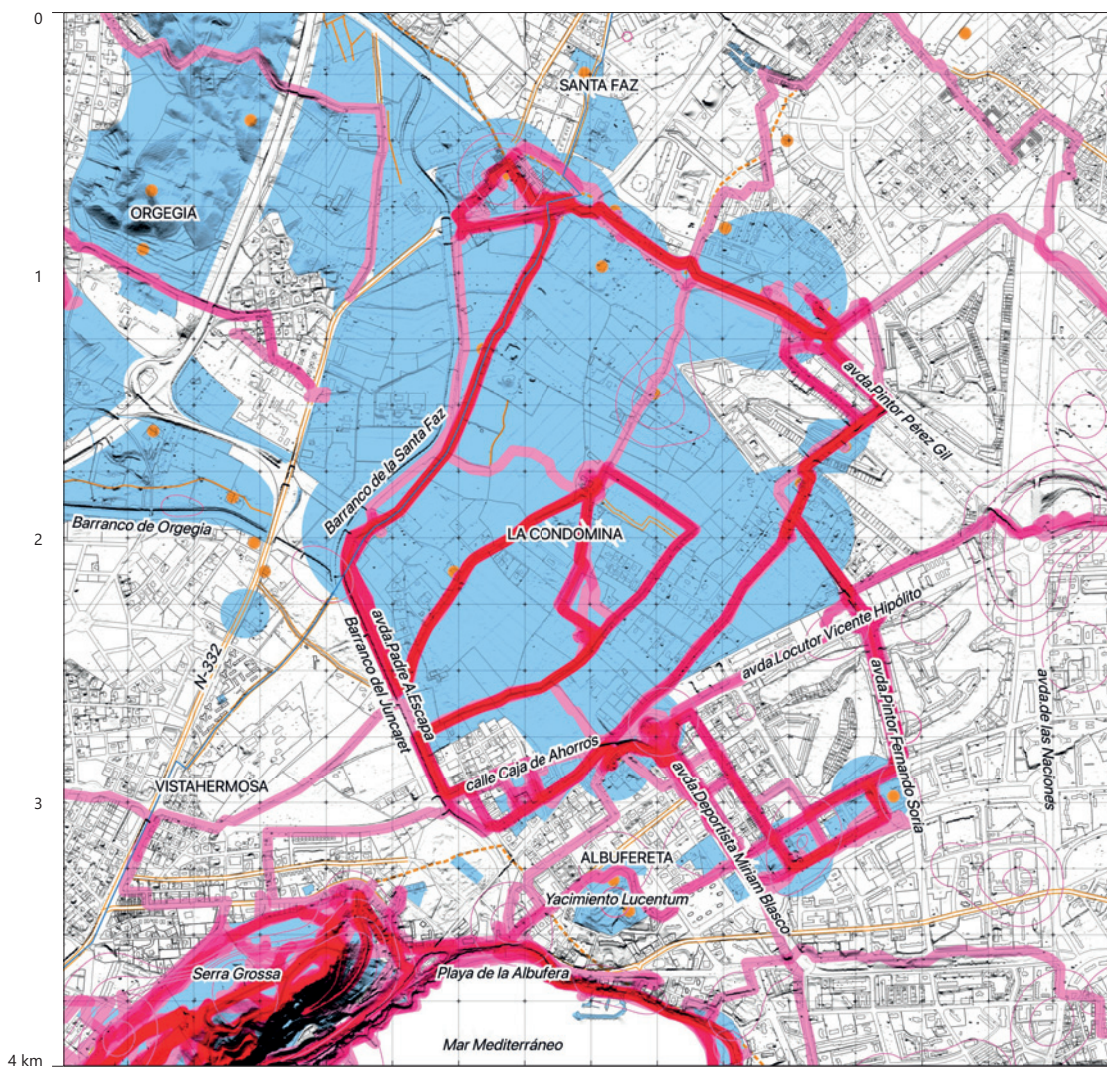 0
SANTA FAZ
ORGEGIÁ
1
avda.Pintor Pérez Gil
Barranco de la Santa Faz
Barranco de Orgegía
2
LA CONDOMINA
avda.Locutor Vicente Hipólito
avda.Padre A.Escapa
Barranco del Juncaret
N-332
avda.Pintor Fernando Soria
avda.de las Naciones
calle Caja de Ahorros
VISTAHERMOSA
avda.Deportista Miriam Blasco
3
ALBUFERETA
Yacimiento Lucentum
Serra Grossa
Playa de la Albufera
Mar Mediterráneo
4 km